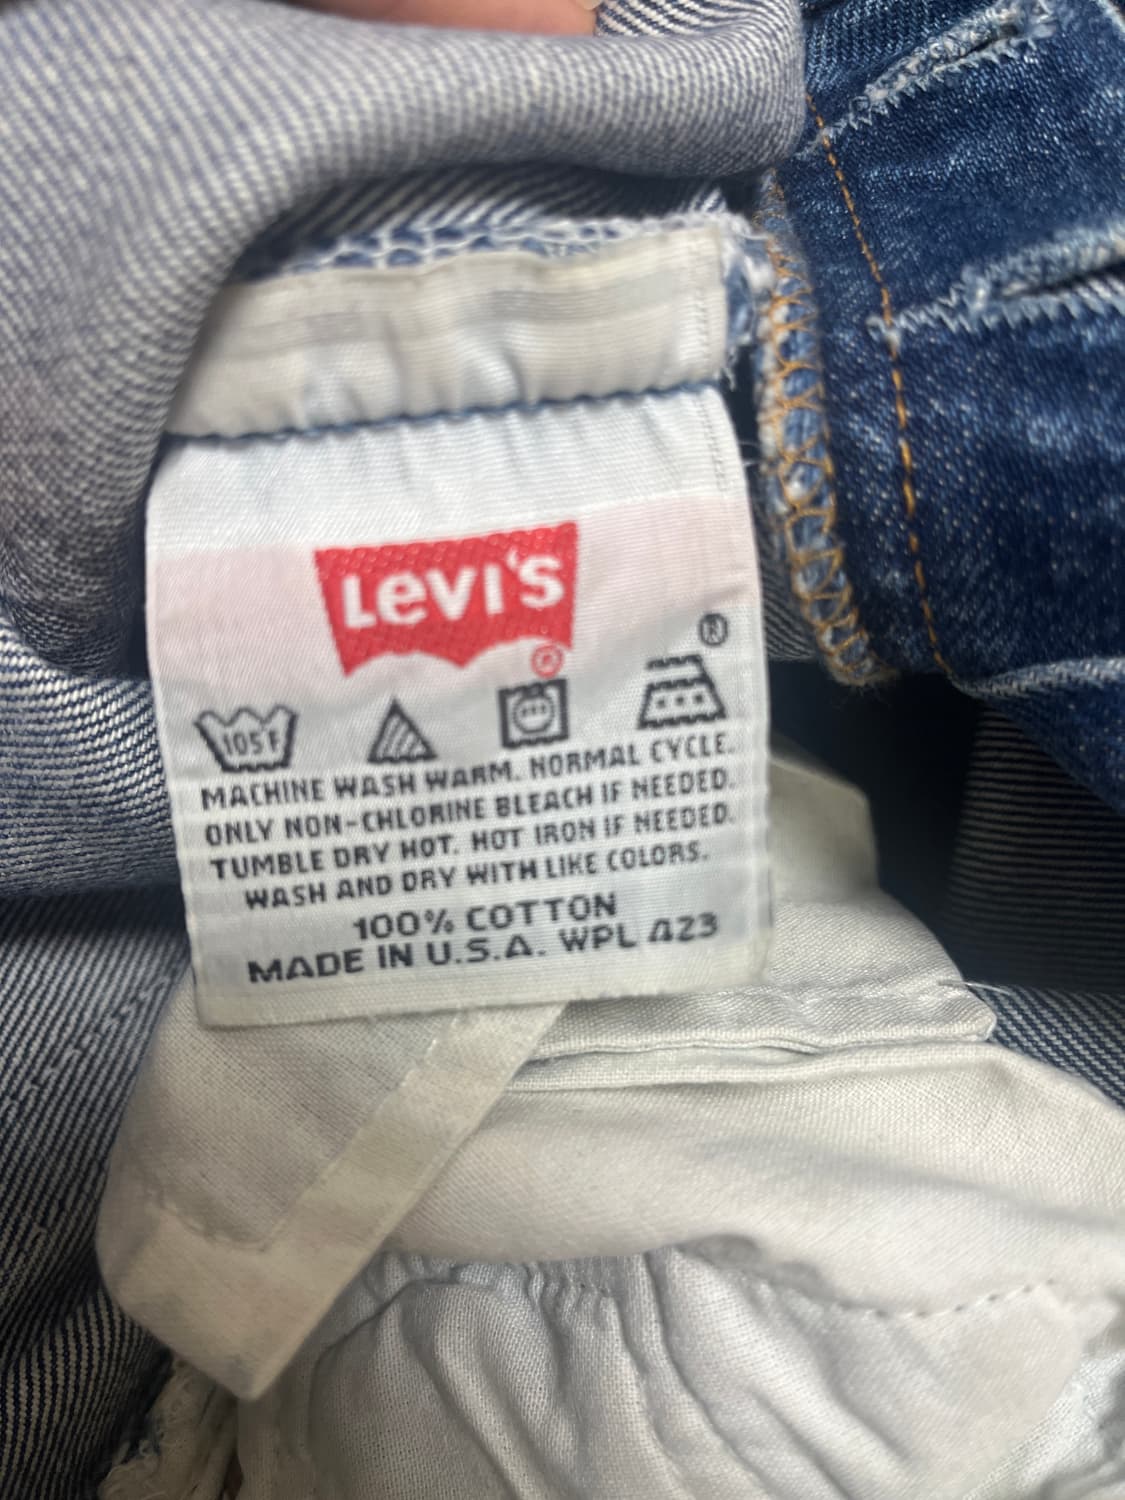 LEVI'S
®
®
105F
MACHINE WASH WARM. NORMAL CYCLE.
ONLY NON-CHLORINE BLEACH IF NEEDED.
TUMBLE DRY HOT. HOT IRON IF NEEDED.
WASH AND DRY WITH LIKE COLORS.
100% COTTON
MADE IN U.S.A. WPL 423